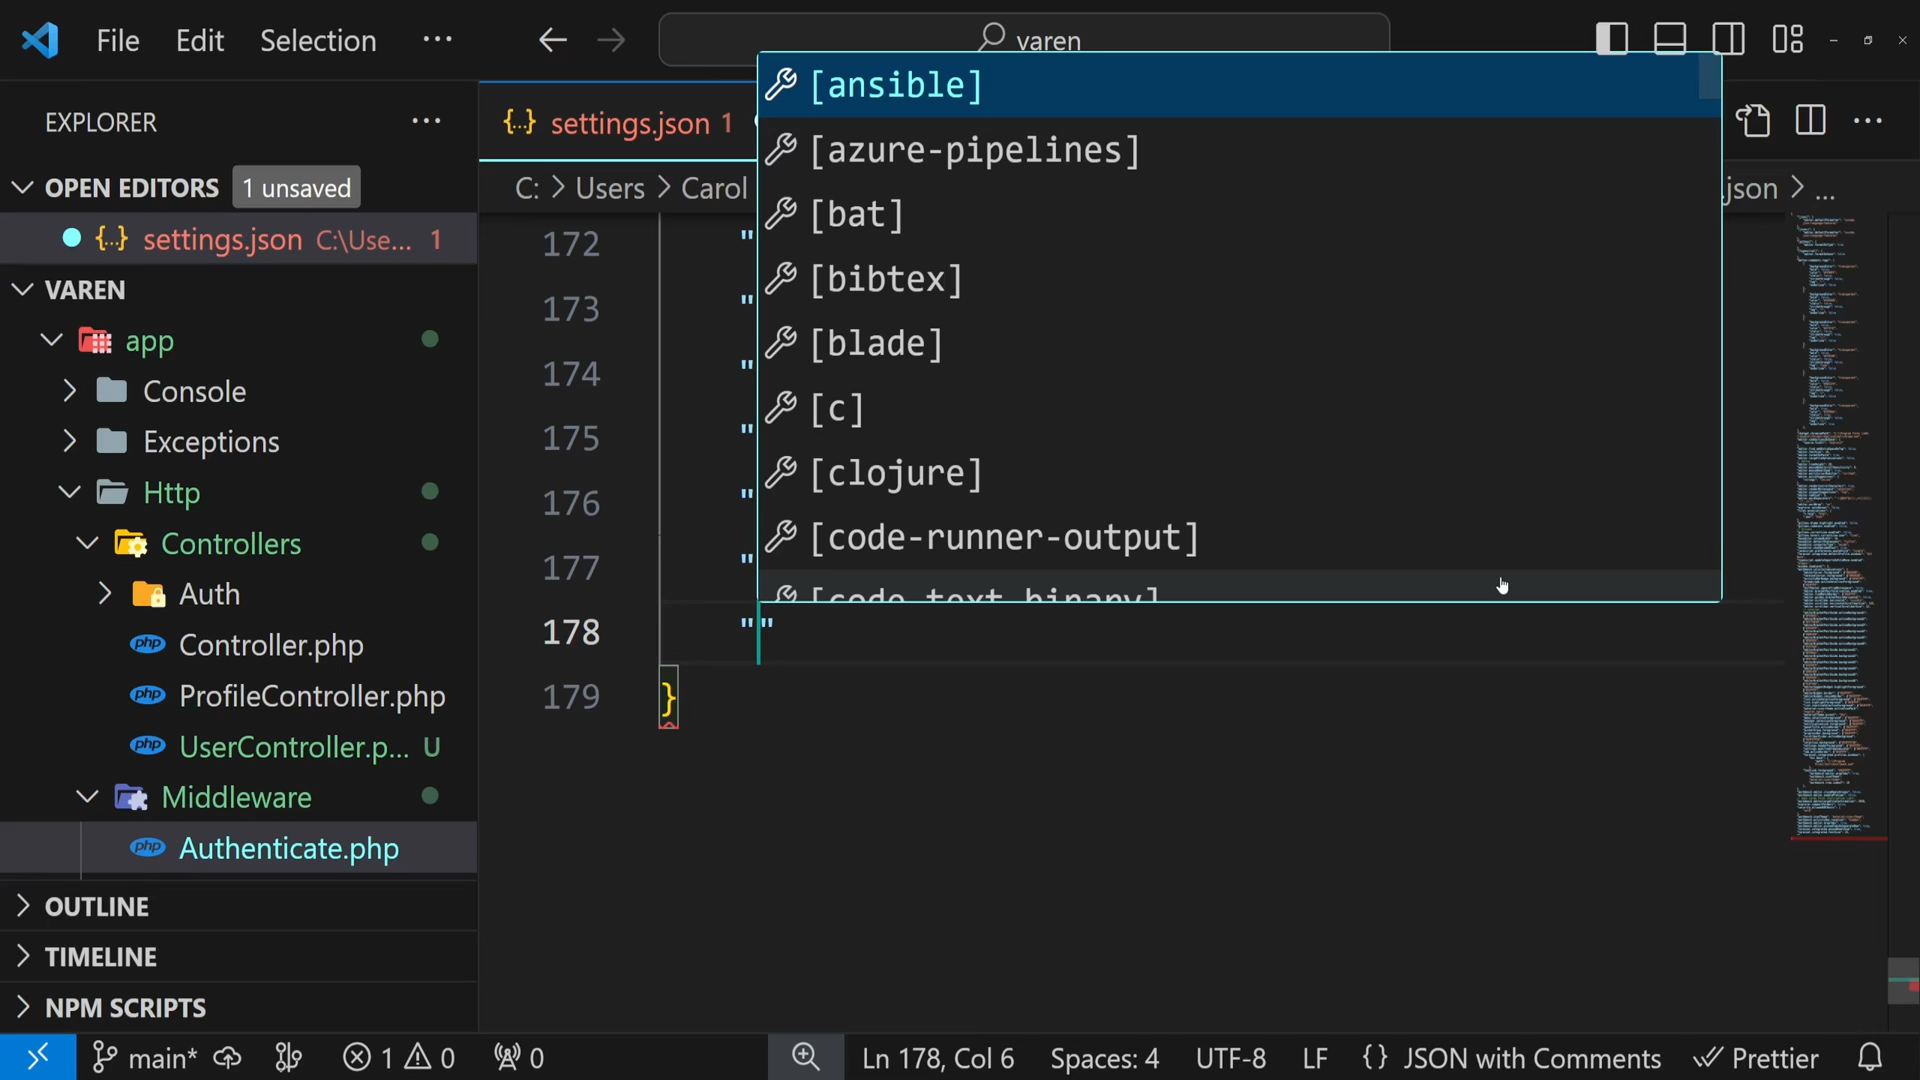 File Edit Selection ··· varen
EXPLORER ···
OPEN EDITORS 1 unsaved
settings.json C:\Use... 1
VAREN
app
Console
Exceptions
Http
Controllers
Auth
Controller.php
ProfileController.php
UserController.p... U
Middleware
Authenticate.php
OUTLINE
TIMELINE
NPM SCRIPTS
{..} settings.json 1
C: > Users > Carol
.json > ...
[ansible]
[azure-pipelines]
[bat]
[bibtex]
[blade]
[c]
[clojure]
[code-runner-output]
[code-text-binary]
172 "
173 "
174 "
175 "
176 "
177 "
178 ""
179 }
main* 1 0 0 Ln 178, Col 6 Spaces: 4 UTF-8 LF {} JSON with Comments Prettier